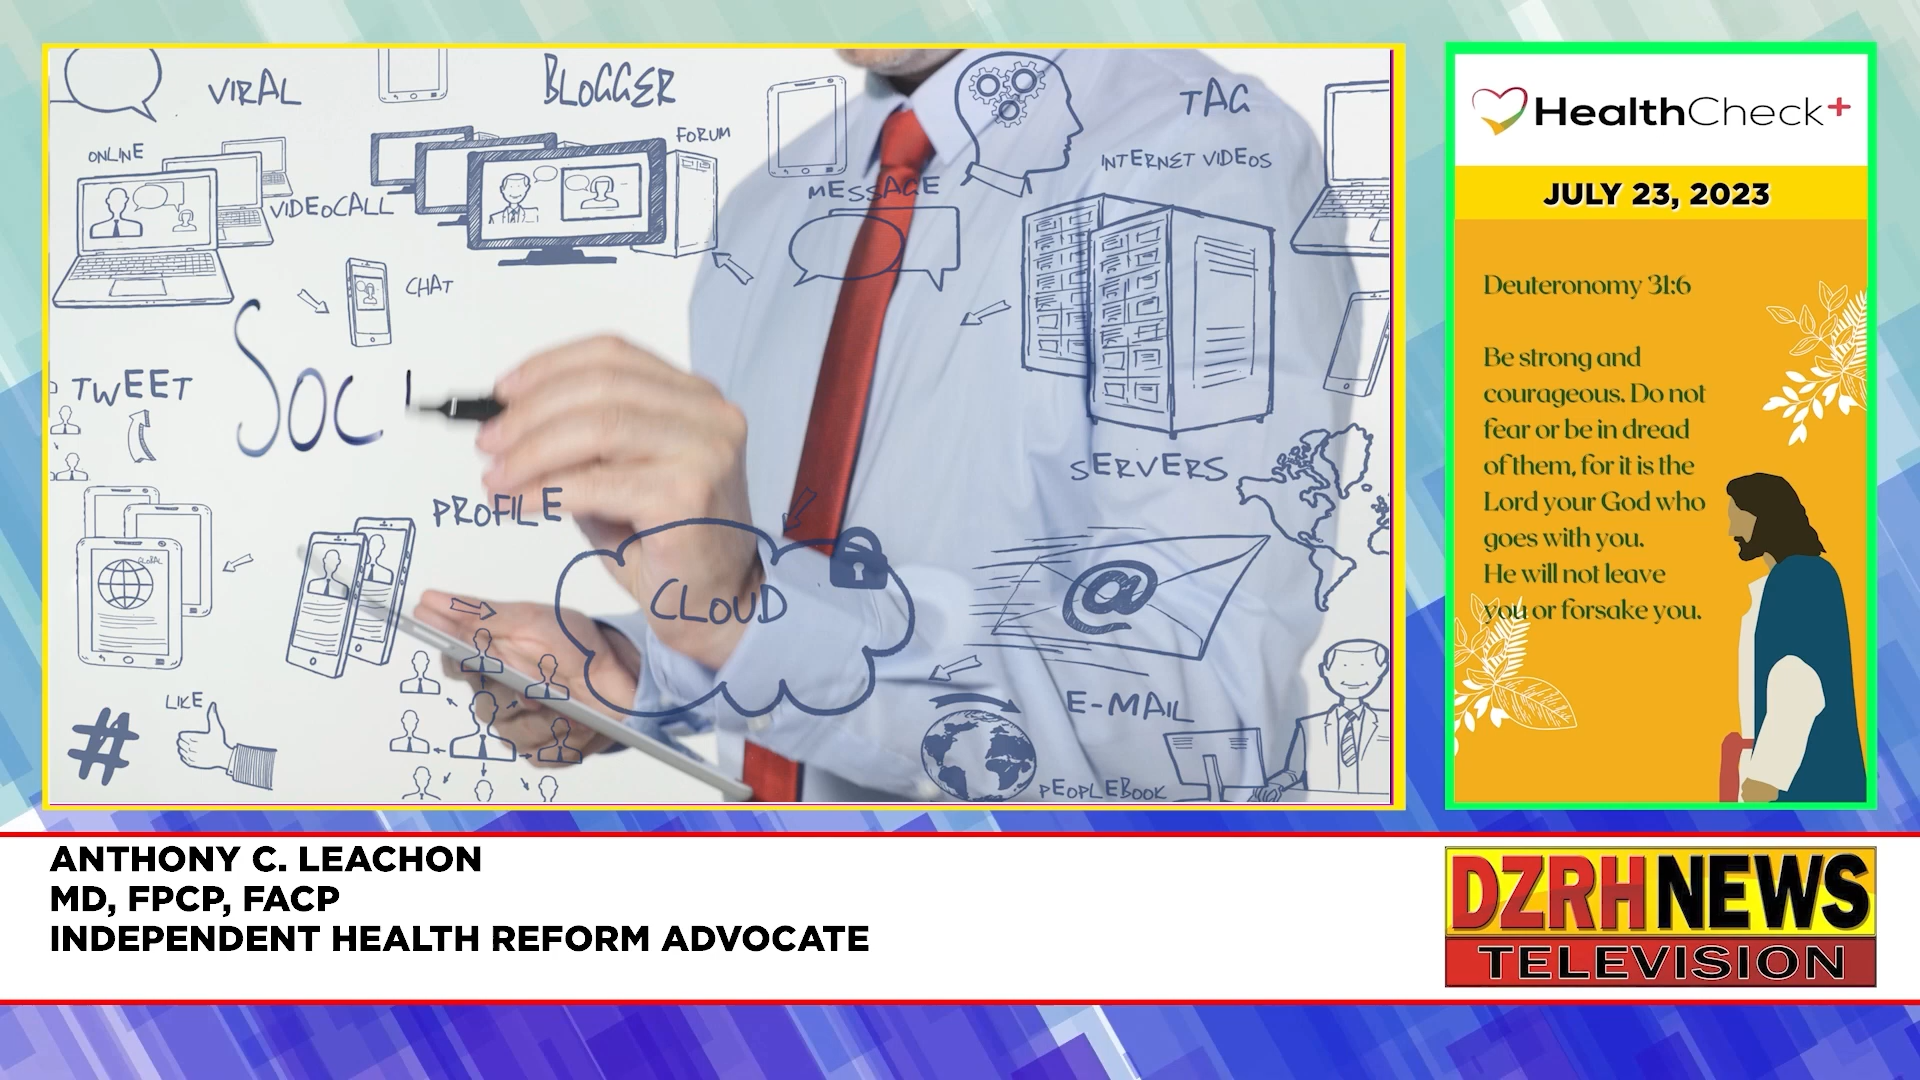 VIRAL
BLOGGER
TAG
ONLINE
FORUM
INTERNET VIDEOS
VIDEOCALL
MESSAGE
CHAT
SOCI
TWEET
PROFILE
SERVERS
GLOBAL
CLOUD
@
LIKE
#
E-MAIL
PEOPLEBOOK
HealthCheck+
JULY 23, 2023
Deuteronomy 31:6
Be strong and
courageous. Do not
fear or be in dread
of them, for it is the
Lord your God who
goes with you.
He will not leave
you or forsake you.
ANTHONY C. LEACHON
MD, FPCP, FACP
INDEPENDENT HEALTH REFORM ADVOCATE
DZRH NEWS
TELEVISION